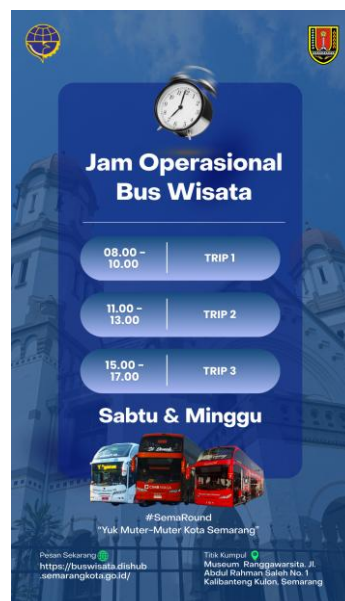 Jam Operasional
Bus Wisata
08.00 –
10.00
TRIP 1
11.00 –
13.00
TRIP 2
15.00 –
17.00
TRIP 3
Sabtu & Minggu
#SemaRound
"Yuk Muter-Muter Kota Semarang"
Pesan Sekarang
https://buswisata.dishub
.semarangkota.go.id/
Titik Kumpul
Museum Ranggawarsita. Jl.
Abdul Rahman Saleh No. 1
Kalibanteng Kulon, Semarang